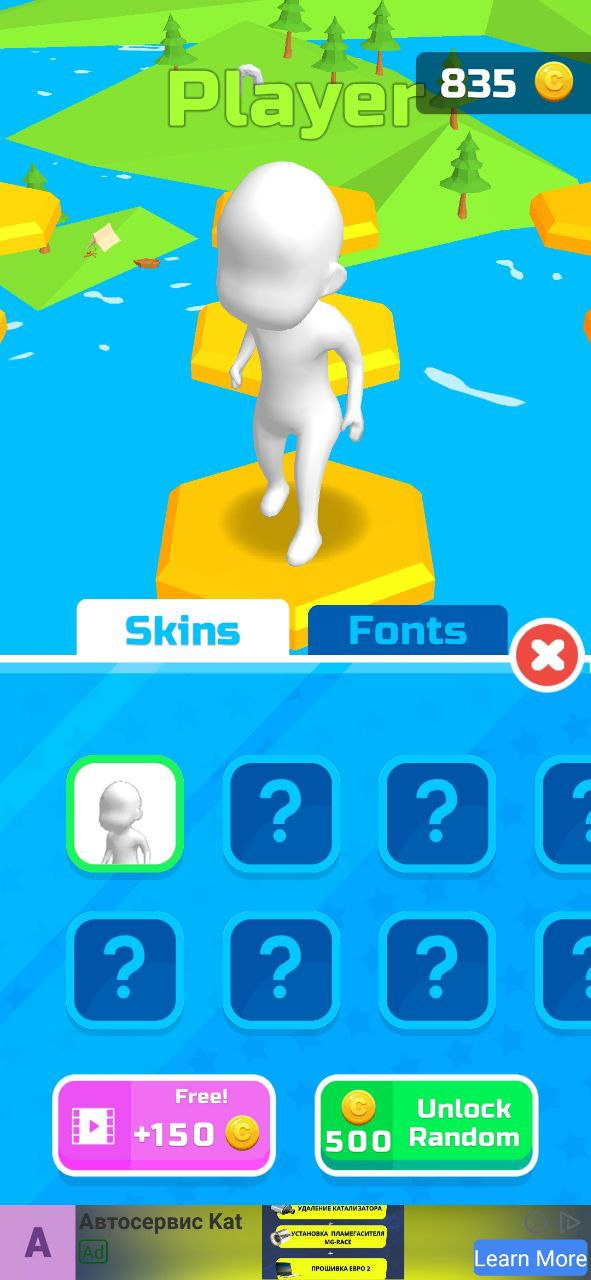 Player
835
Skins
Fonts
?
?
?
?
?
?
?
Free!
+150
500
Unlock
Random
A
Автосервис Kat
Ad
УДАЛЕНИЕ КАТАЛИЗАТОРА
+
УСТАНОВКА ПЛАМЕГАСИТЕЛЯ
MG-RACE
+
ПРОШИВКА ЕВРО 2
Learn More